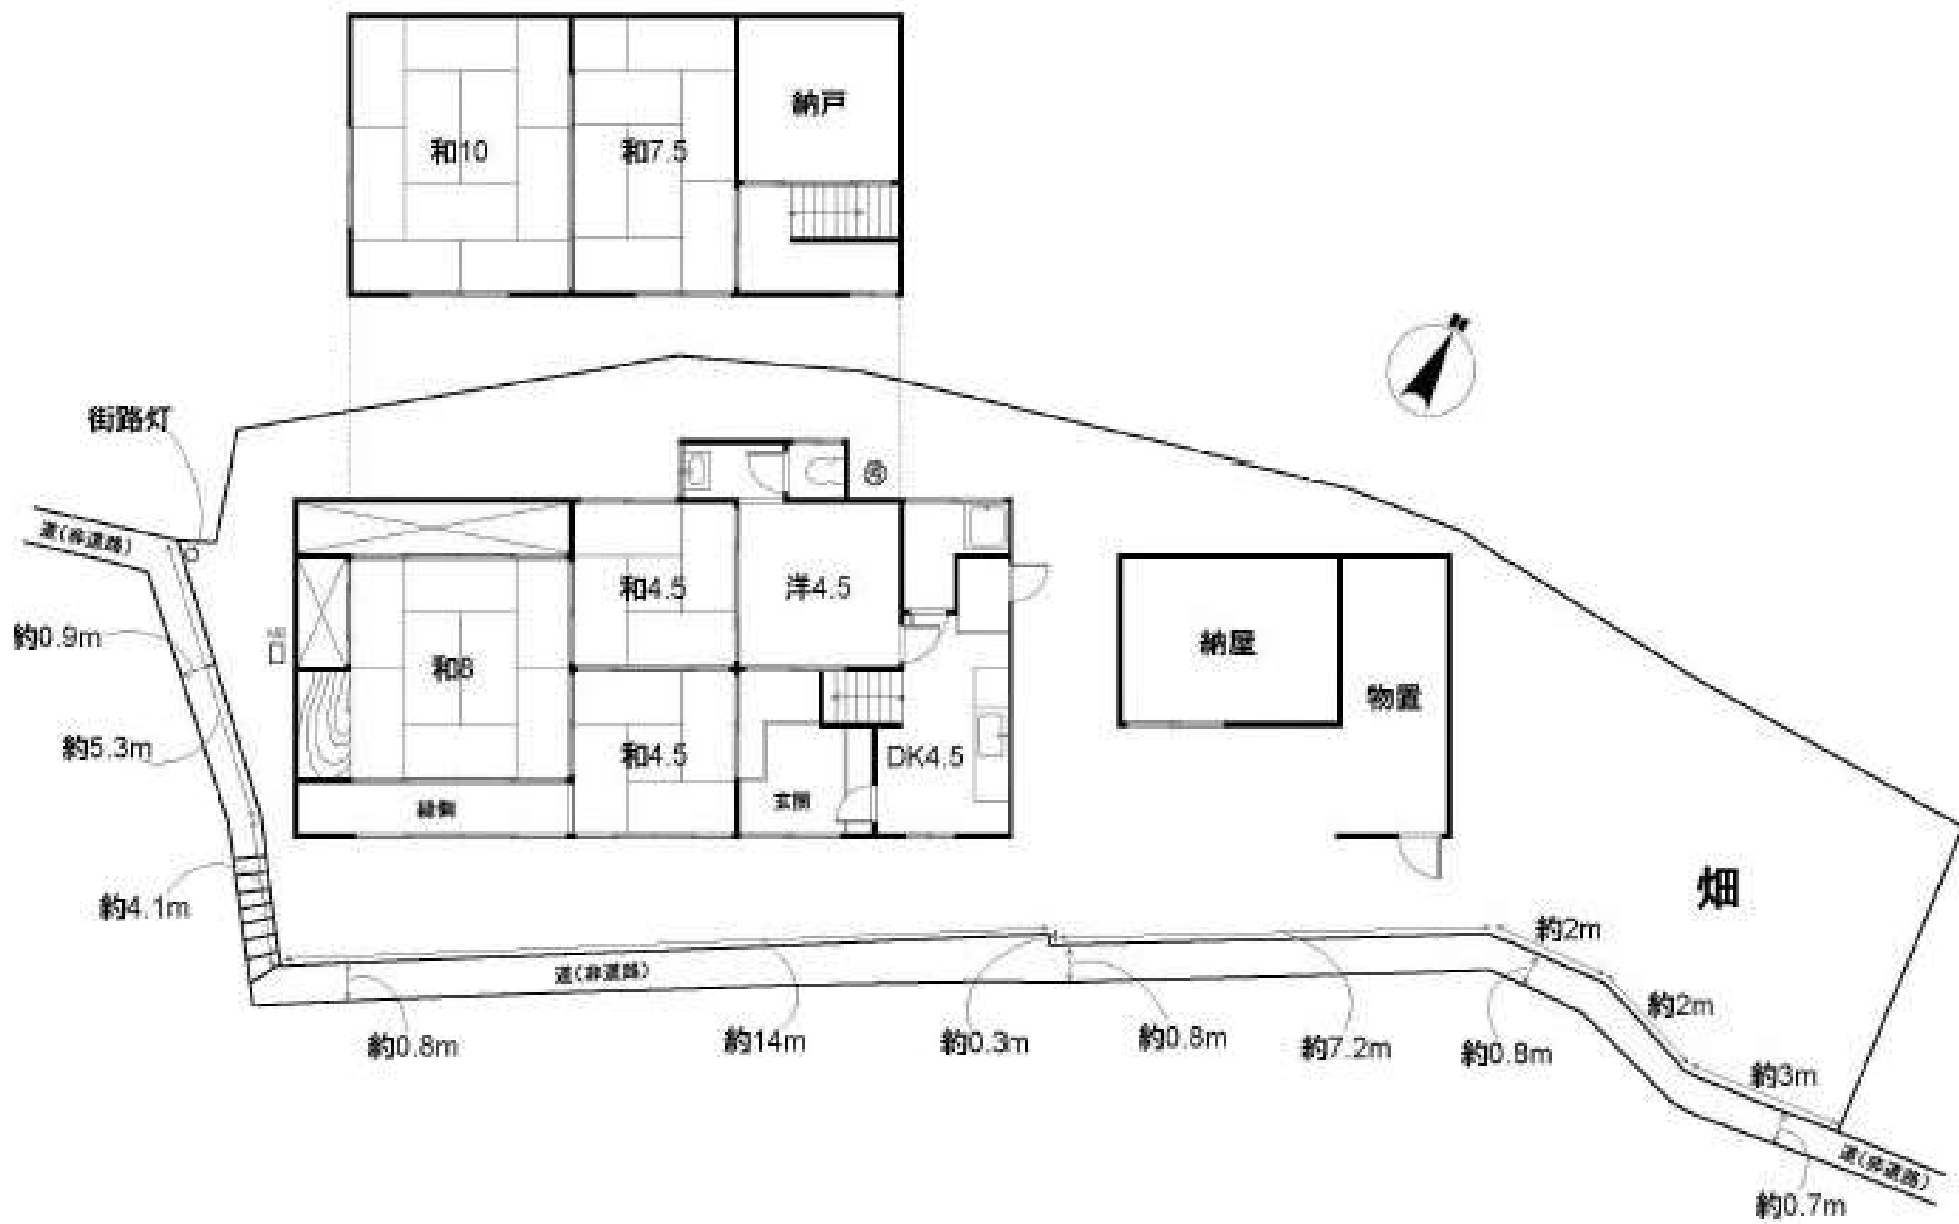 和10
和7.5
納戸
N
街路灯
道(非道路)
和4.5
洋4.5
約0.9m
和8
納屋
物置
約5.3m
和4.5
DK4.5
縁側
玄関
約4.1m
畑
約2m
道(非道路)
約2m
約0.8m
約14m
約0.3m
約0.8m
約7.2m
約0.8m
約3m
道(非道路)
約0.7m